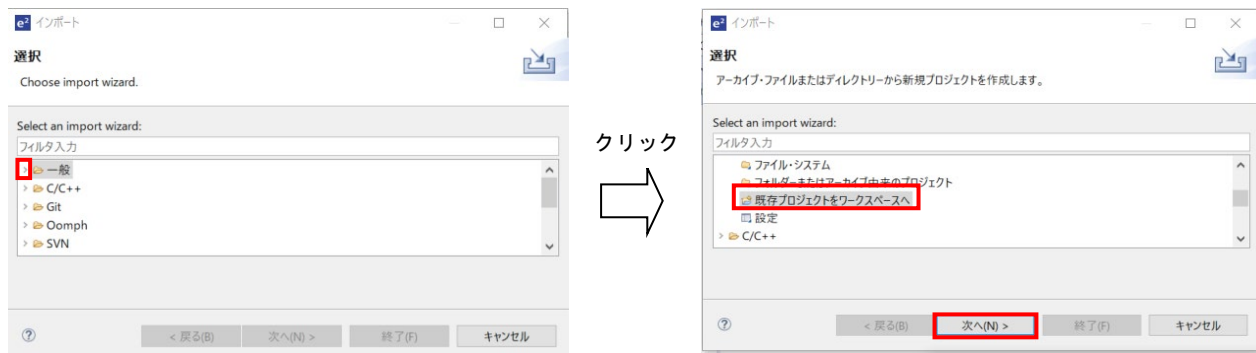 e² インポート
選択
Choose import wizard.
Select an import wizard:
フィルタ入力
> 一般
> C/C++
> Git
> Oomph
> SVN
? < 戻る(B) 次へ(N) > 終了(F) キャンセル
クリック
e² インポート
選択
アーカイブ・ファイルまたはディレクトリーから新規プロジェクトを作成します。
Select an import wizard:
フィルタ入力
ファイル・システム
フォルダーまたはアーカイブ由来のプロジェクト
既存プロジェクトをワークスペースへ
設定
> C/C++
? < 戻る(B) 次へ(N) > 終了(F) キャンセル